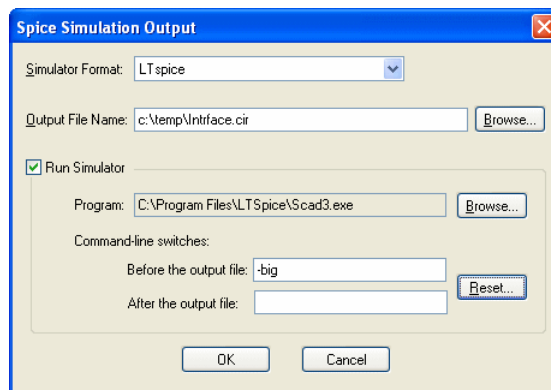 Spice Simulation Output
Simulator Format: LTspice
Output File Name: c:\temp\Intrface.cir Browse...
Run Simulator
Program: C:\Program Files\LTSpice\Scad3.exe Browse...
Command-line switches:
Before the output file: -big
Reset...
After the output file:
OK Cancel